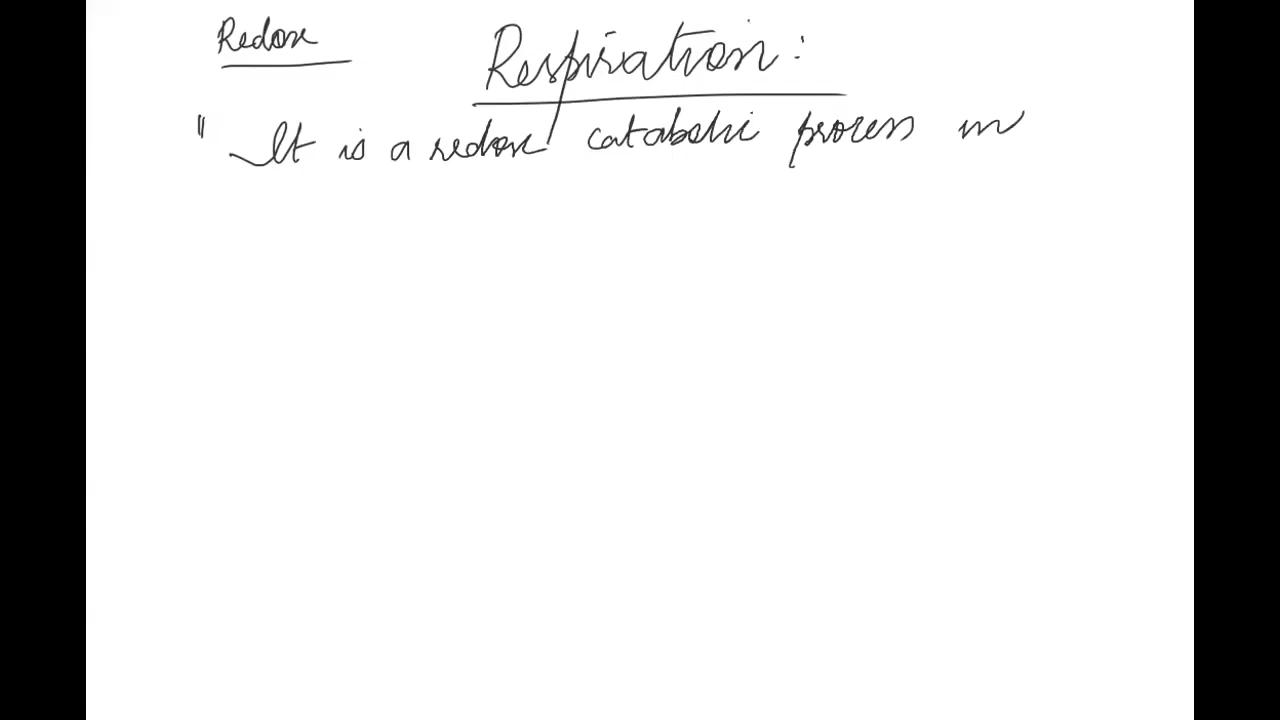 Redox
Respiration:
" It is a redox catabolic process in